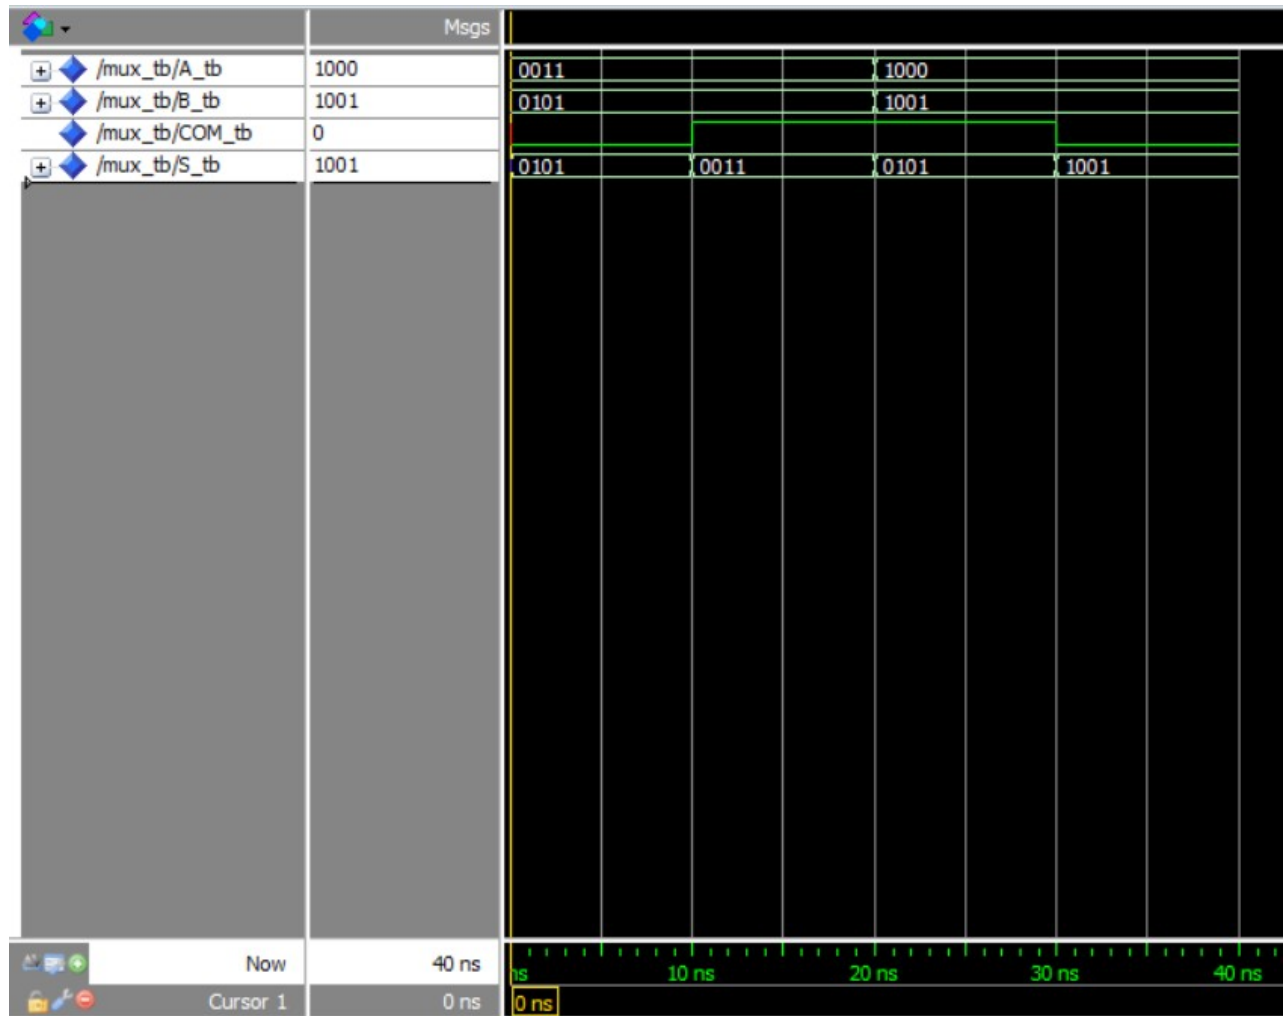 Msgs
/mux_tb/A_tb 1000 0011 1000
/mux_tb/B_tb 1001 0101 1001
/mux_tb/COM_tb 0
/mux_tb/S_tb 1001 0101 0011 0101 1001
Now 40 ns ns 10 ns 20 ns 30 ns 40 ns
Cursor 1 0 ns 0 ns